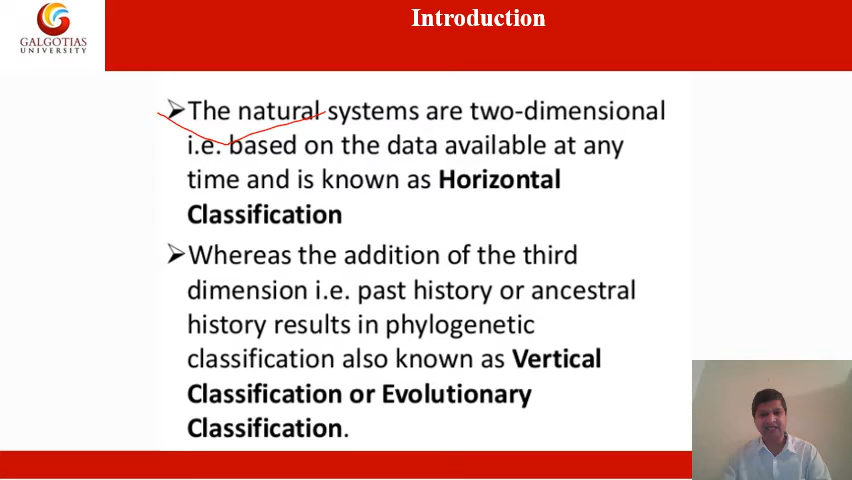 Introduction
GALGOTIAS
UNIVERSITY
➤The natural systems are two-dimensional
i.e. based on the data available at any
time and is known as Horizontal
Classification
➤Whereas the addition of the third
dimension i.e. past history or ancestral
history results in phylogenetic
classification also known as Vertical
Classification or Evolutionary
Classification.